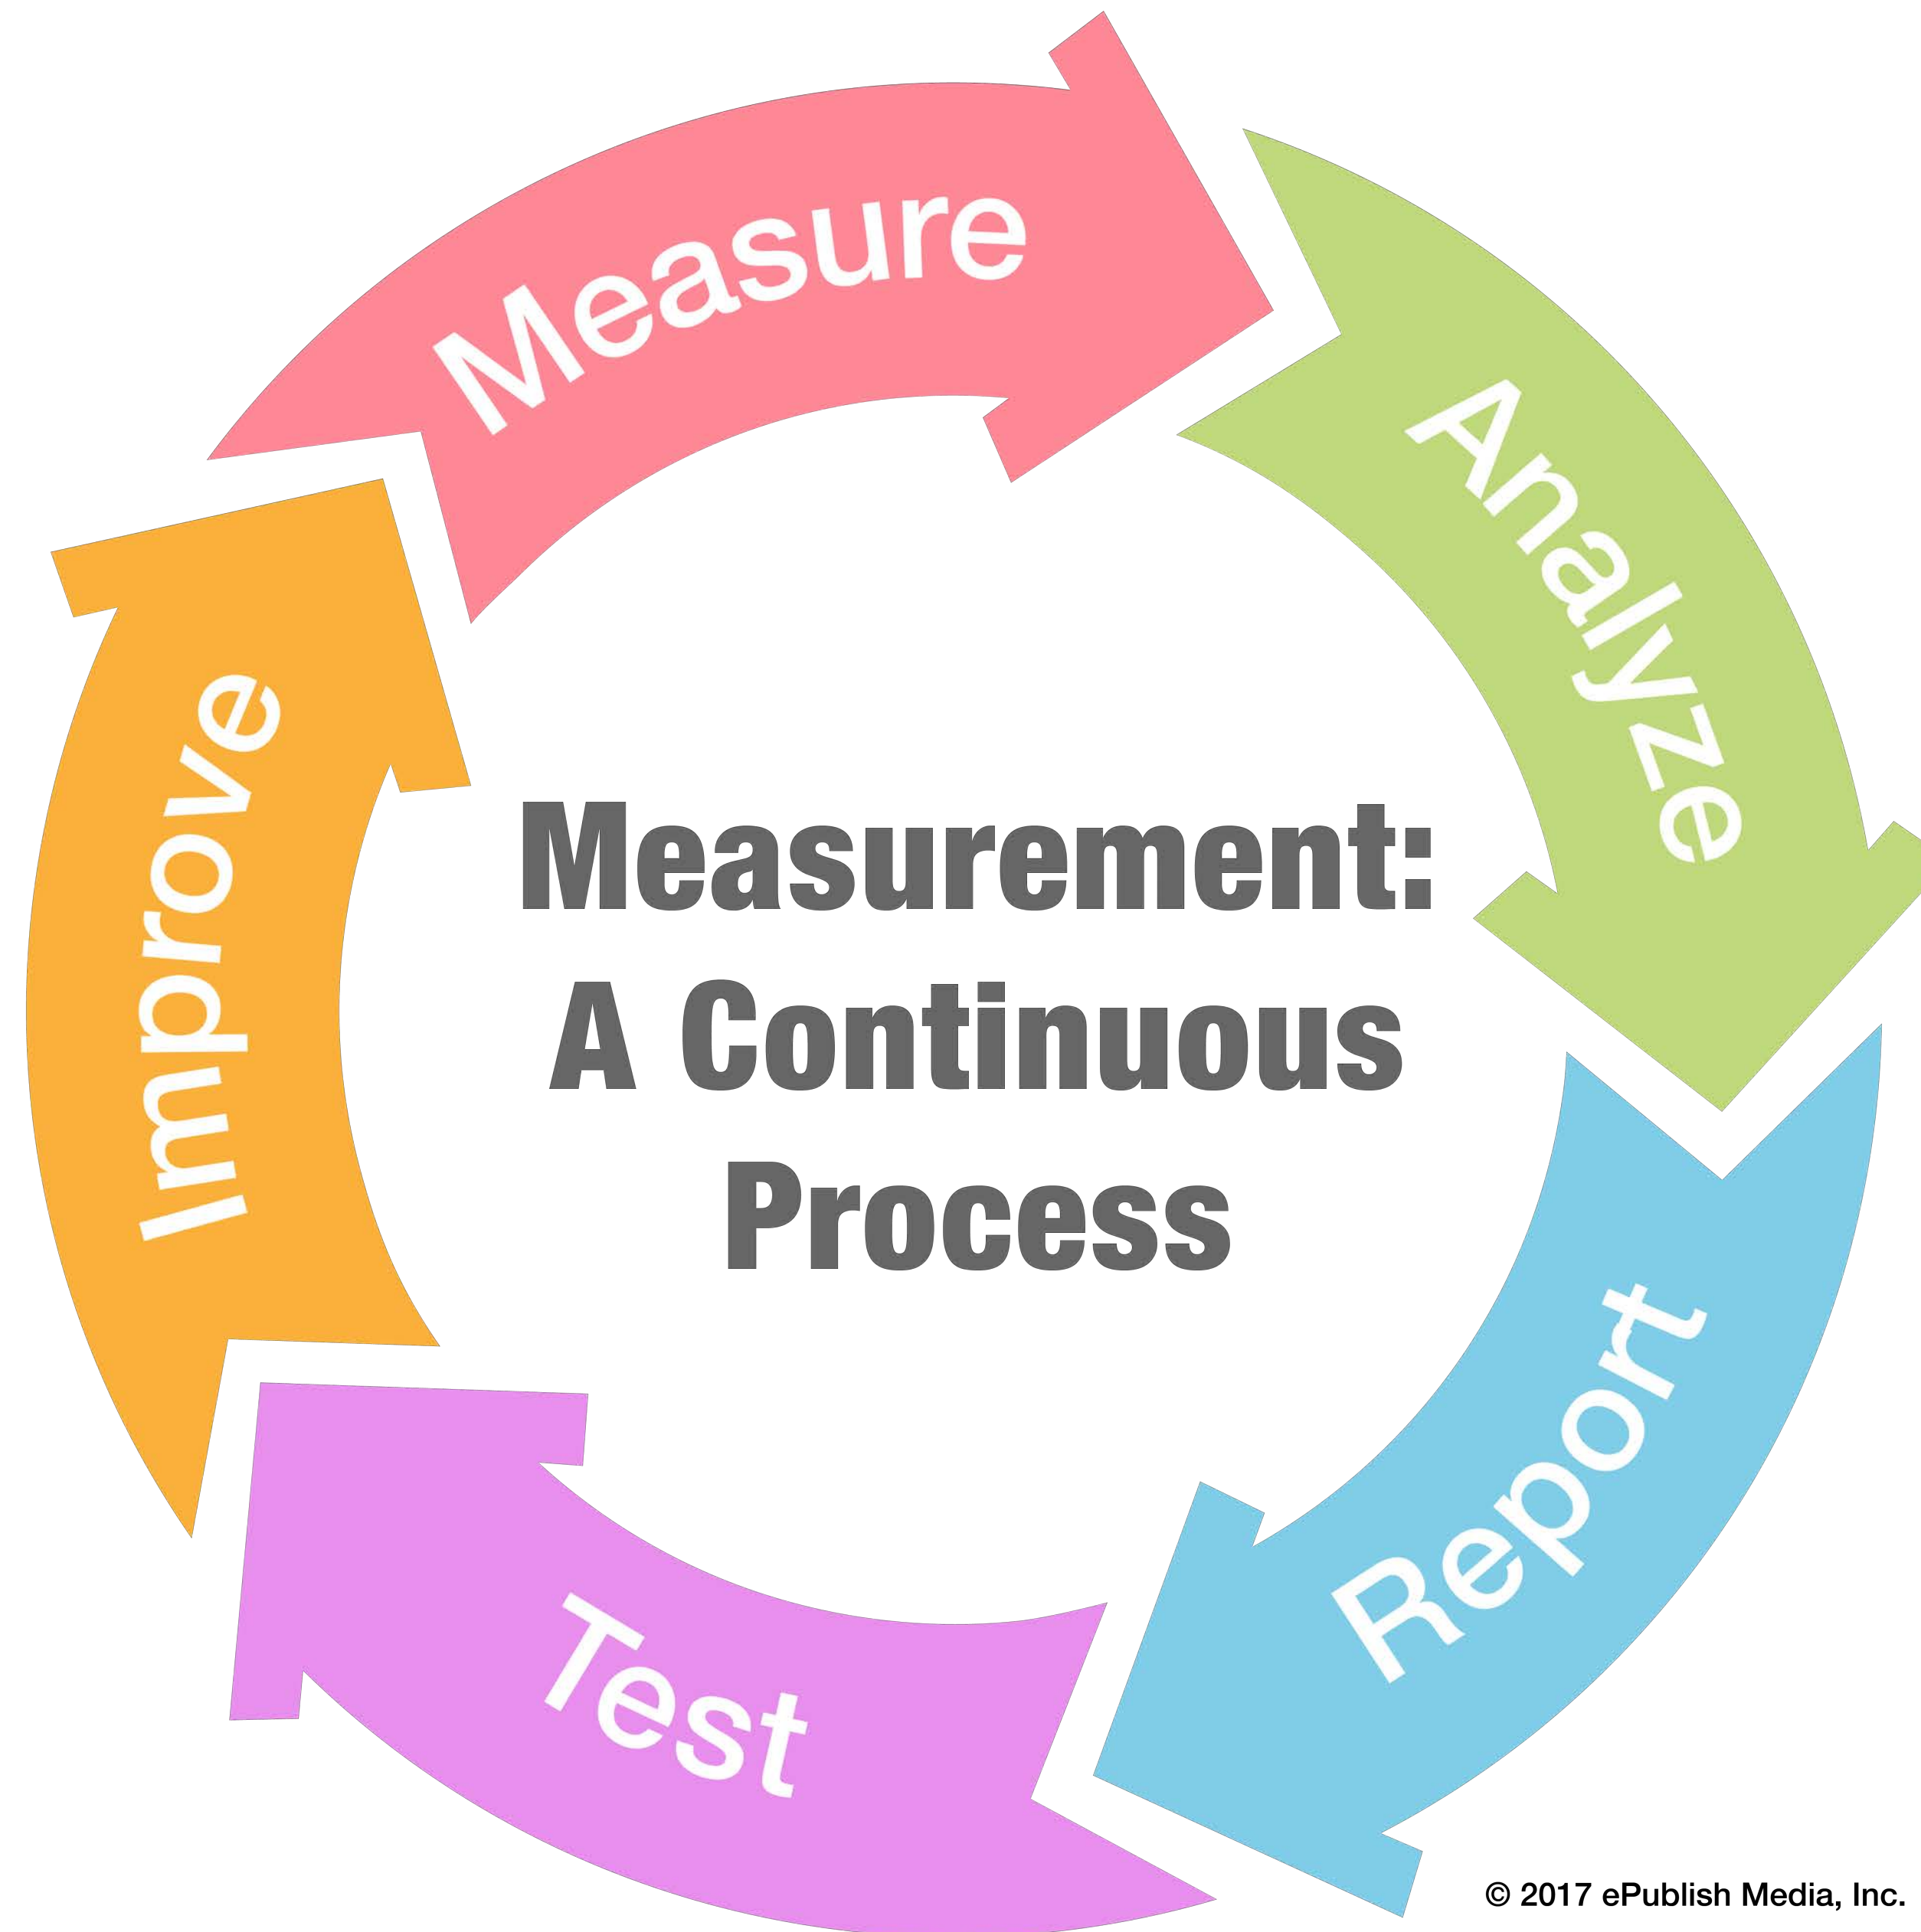 Measure
Analyze
Report
Test
Improve
Measurement:
A Continuous
Process
© 2017 ePublish Media, Inc.